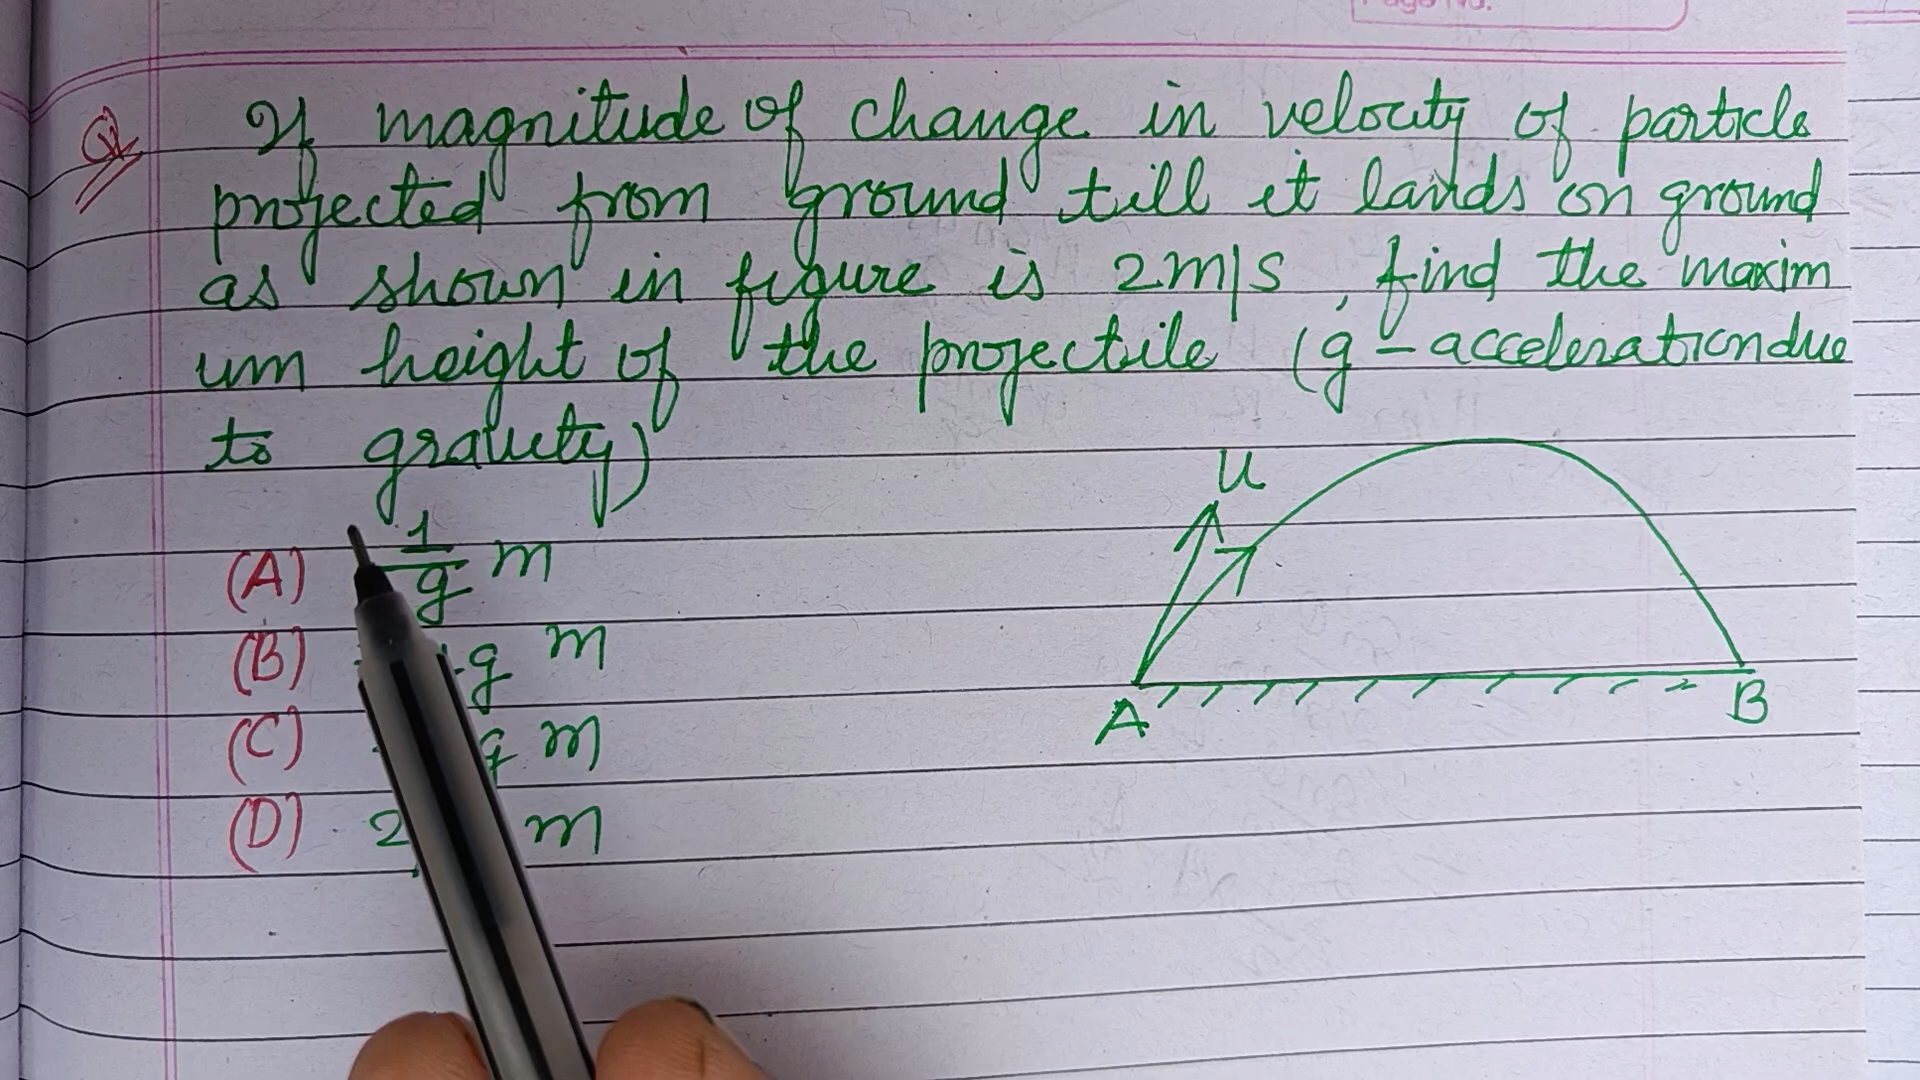 Q
If magnitude of change in velocity of particle
projected from ground till it lands on ground
as shown in figure is 2m/s, find the maxim
um height of the projectile (g-acceleration due
to gravity)
(A) 1/g m
(B) g m
(C) g m
(D) 2 m
u
A
B